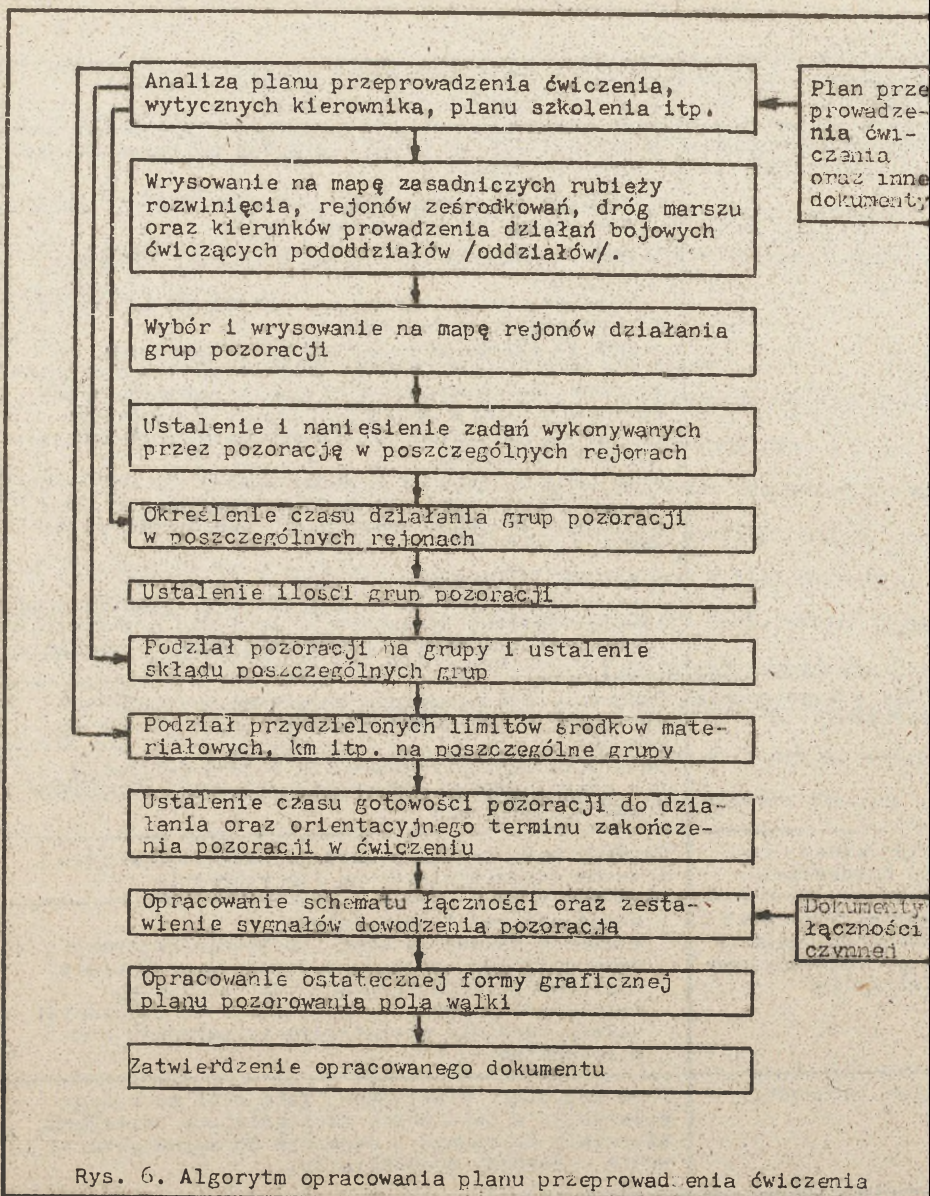 Analiza planu przeprowadzenia ćwiczenia,
wytycznych kierownika, planu szkolenia itp.
Plan prze
prowadze-
nia ćwi-
czenia
oraz inne
dokumenty
Wrysowanie na mapę zasadniczych rubieży
rozwinięcia, rejonów ześrodkowań, dróg marszu
oraz kierunków prowadzenia działań bojowych
ćwiczących pododdziałów /oddziałów/.
Wybór i wrysowanie na mapę rejonów działania
grup pozoracji
Ustalenie i naniesienie zadań wykonywanych
przez pozorację w poszczególnych rejonach
Określenie czasu działania grup pozoracji
w poszczególnych rejonach
Ustalenie ilości grup pozoracji
Podział pozoracji na grupy i ustalenie
składu poszczególnych grup
Podział przydzielonych limitów środkow mate-
riałowych, km itp. na poszczególne grupy
Ustalenie czasu gotowości pozoracji do dzia-
łania oraz orientacyjnego terminu zakończe-
nia pozoracji w ćwiczeniu
Opracowanie schematu łączności oraz zesta-
wienie sygnałów dowodzenia pozoracją
Dokumenty
łączności
czynnej
Opracowanie ostatecznej formy graficznej
planu pozorowania pola walki
Zatwierdzenie opracowanego dokumentu
Rys. 6. Algorytm opracowania planu przeprowad enia ćwiczenia